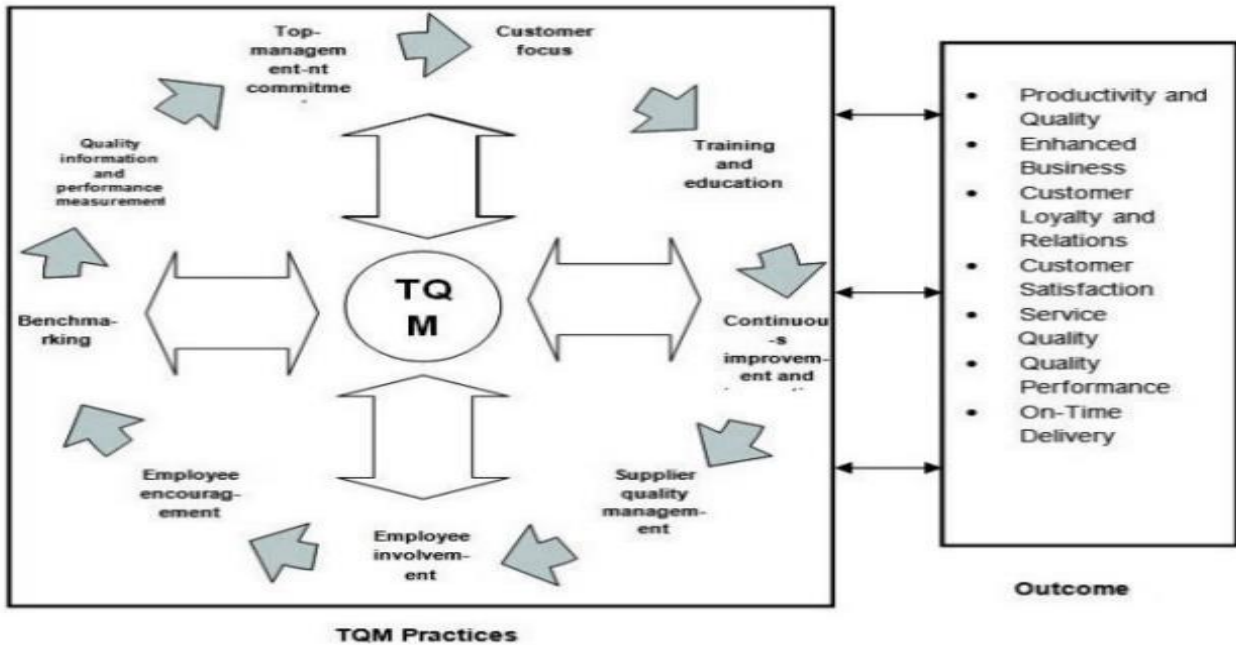 Top-
managem
ent-nt
commitme
Customer
focus
Training
and
education
Continuou
-s
improvem-
ent and
Supplier
quality
managem-
ent
Employee
involvem-
ent
Employee
encourag-
ement
Benchma-
rking
Quality
information
and
performance
measurement
TQ
M
TQM Practices
• Productivity and
Quality
• Enhanced
Business
• Customer
Loyalty and
Relations
• Customer
Satisfaction
• Service
Quality
• Quality
Performance
• On-Time
Delivery
Outcome